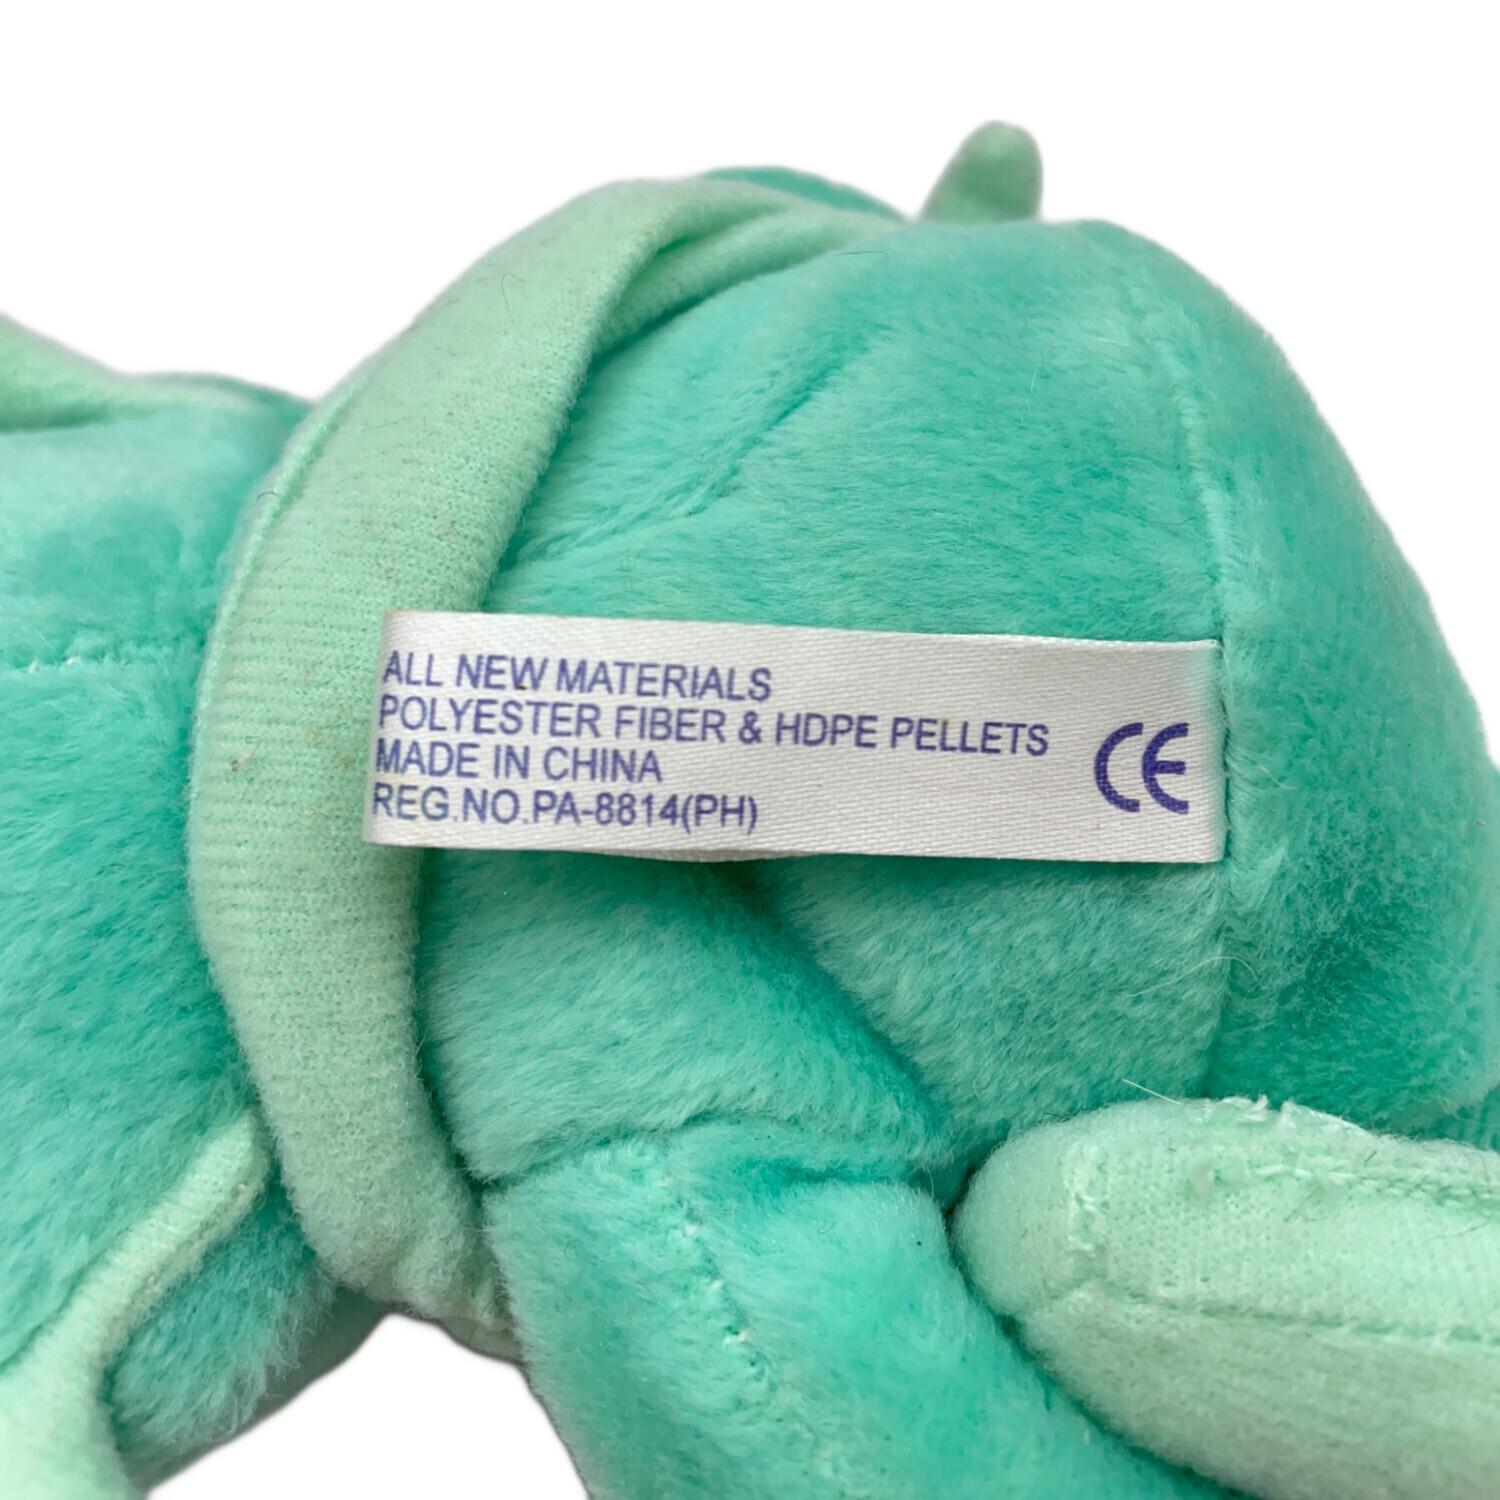 ALL NEW MATERIALS
POLYESTER FIBER & HDPE PELLETS
MADE IN CHINA
REG.NO.PA-8814(PH)
CE